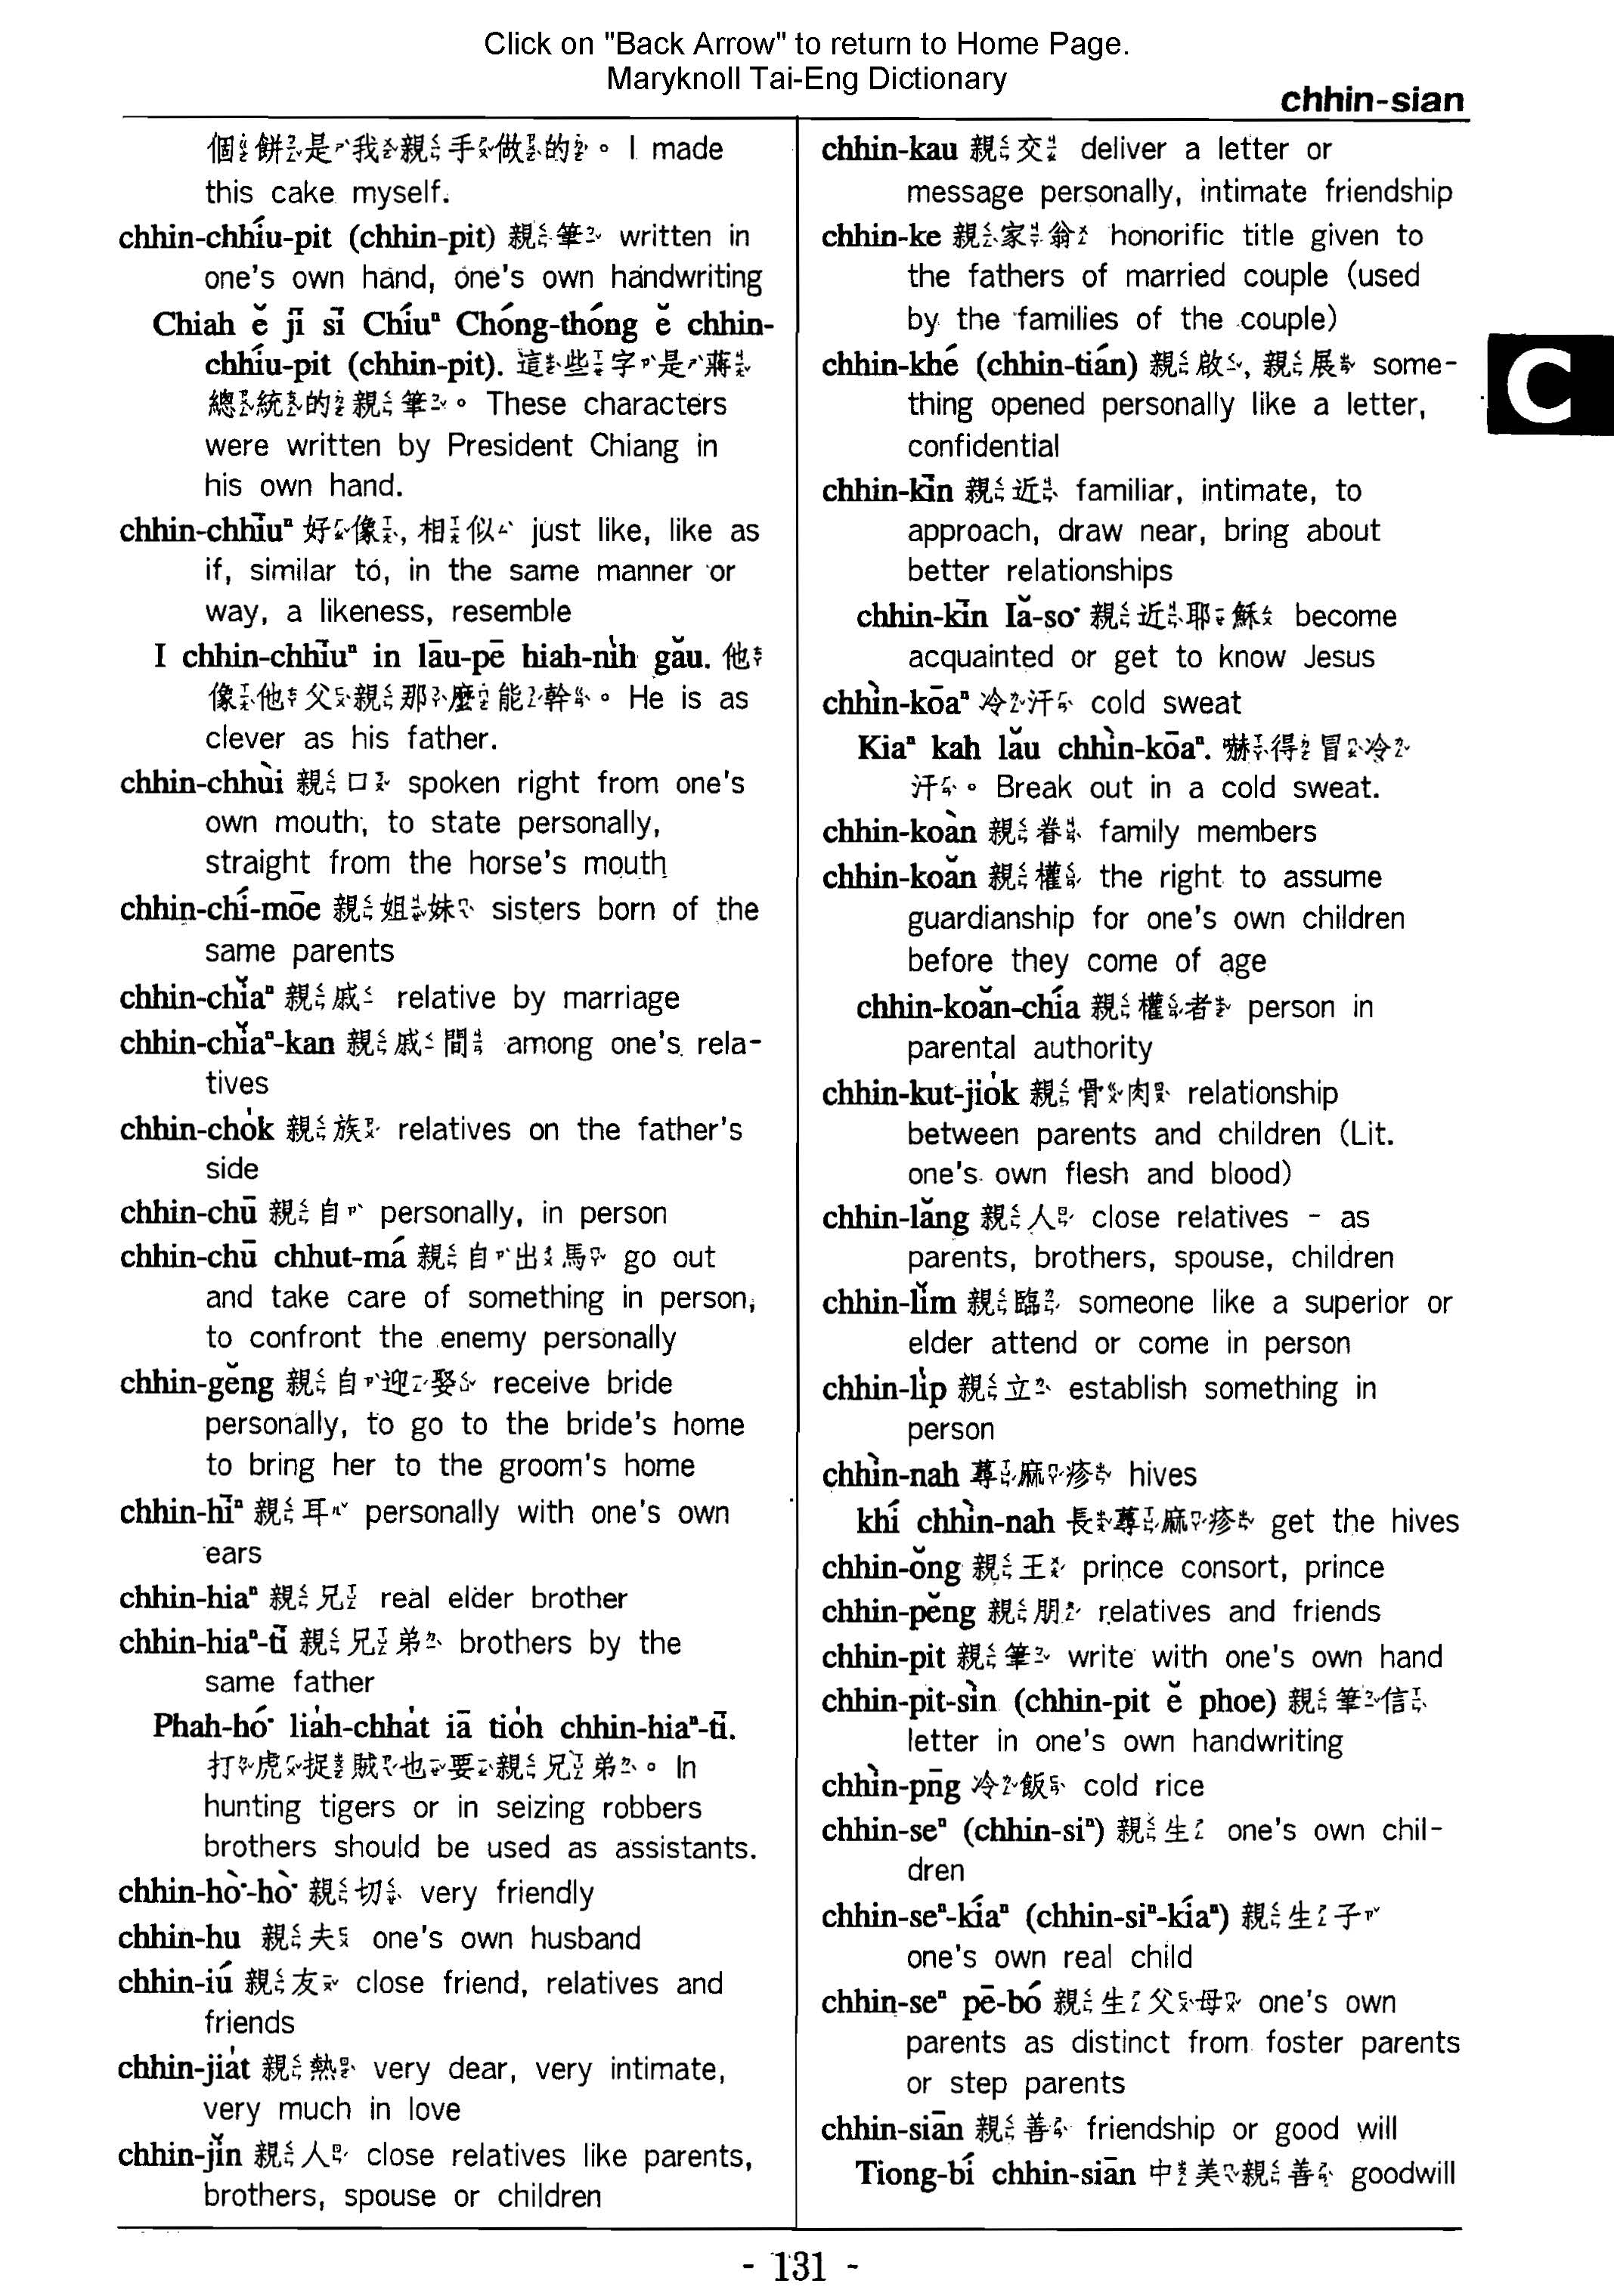 Click on "Back Arrow" to return to Home Page.
Maryknoll Tai-Eng Dictionary
chhin-sian
個餅是我親手做的。 I made
this cake myself.
chhin-chhíu-pit (chhin-pit) 親筆 written in
one's own hand, one's own handwriting
Chiah ě jī sī Chíuⁿ Chóng-thóng ě chhin-
chhíu-pit (chhin-pit). 這些字是蔣
總統的親筆。 These characters
were written by President Chiang in
his own hand.
chhin-chhīuⁿ 好像, 相似 just like, like as
if, similar to, in the same manner or
way, a likeness, resemble
I chhin-chhīuⁿ in lāu-pē hiah-ni̍h gǎu. 他
像他父親那麼能幹。 He is as
clever as his father.
chhin-chhùi 親口 spoken right from one's
own mouth, to state personally,
straight from the horse's mouth
chhin-chí-mōe 親姐妹 sisters born of the
same parents
chhin-chǐaⁿ 親戚 relative by marriage
chhin-chǐaⁿ-kan 親戚間 among one's rela-
tives
chhin-cho̍k 親族 relatives on the father's
side
chhin-chū 親自 personally, in person
chhin-chū chhut-má 親自出馬 go out
and take care of something in person,
to confront the enemy personally
chhin-gěng 親自迎娶 receive bride
personally, to go to the bride's home
to bring her to the groom's home
chhin-hīⁿ 親耳 personally with one's own
ears
chhin-hiaⁿ 親兄 real elder brother
chhin-hiaⁿ-tī 親兄弟 brothers by the
same father
Phah-hó͘ lia̍h-chha̍t iā tio̍h chhin-hiaⁿ-tī.
打虎捉賊也要親兄弟。 In
hunting tigers or in seizing robbers
brothers should be used as assistants.
chhin-hò͘-hò͘ 親切 very friendly
chhin-hu 親夫 one's own husband
chhin-iú 親友 close friend, relatives and
friends
chhin-jia̍t 親熱 very dear, very intimate,
very much in love
chhin-jǐn 親人 close relatives like parents,
brothers, spouse or children
chhin-kau 親交 deliver a letter or
message personally, intimate friendship
chhin-ke 親家翁 honorific title given to
the fathers of married couple (used
by the families of the couple)
chhin-khé (chhin-tián) 親啟, 親展 some-
thing opened personally like a letter,
confidential
chhin-kīn 親近 familiar, intimate, to
approach, draw near, bring about
better relationships
chhin-kīn Iǎ-so͘ 親近耶穌 become
acquainted or get to know Jesus
chhìn-kōaⁿ 冷汗 cold sweat
Kiaⁿ kah lǎu chhìn-kōaⁿ. 嚇得冒冷
汗。 Break out in a cold sweat.
chhin-koàn 親眷 family members
chhin-koǎn 親權 the right to assume
guardianship for one's own children
before they come of age
chhin-koǎn-chía 親權者 person in
parental authority
chhin-kut-jio̍k 親骨肉 relationship
between parents and children (Lit.
one's own flesh and blood)
chhin-lǎng 親人 close relatives - as
parents, brothers, spouse, children
chhin-lǐm 親臨 someone like a superior or
elder attend or come in person
chhin-li̍p 親立 establish something in
person
chhìn-nah 蕁麻疹 hives
khí chhìn-nah 長蕁麻疹 get the hives
chhin-ǒng 親王 prince consort, prince
chhin-pěng 親朋 relatives and friends
chhin-pit 親筆 write with one's own hand
chhin-pit-sìn (chhin-pit ě phoe) 親筆信
letter in one's own handwriting
chhìn-pn̄g 冷飯 cold rice
chhin-seⁿ (chhin-siⁿ) 親生 one's own chil-
dren
chhin-seⁿ-kíaⁿ (chhin-siⁿ-kíaⁿ) 親生子
one's own real child
chhin-seⁿ pē-bó 親生父母 one's own
parents as distinct from foster parents
or step parents
chhin-siān 親善 friendship or good will
Tiong-bí chhin-siān 中美親善 goodwill
C
- 131 -